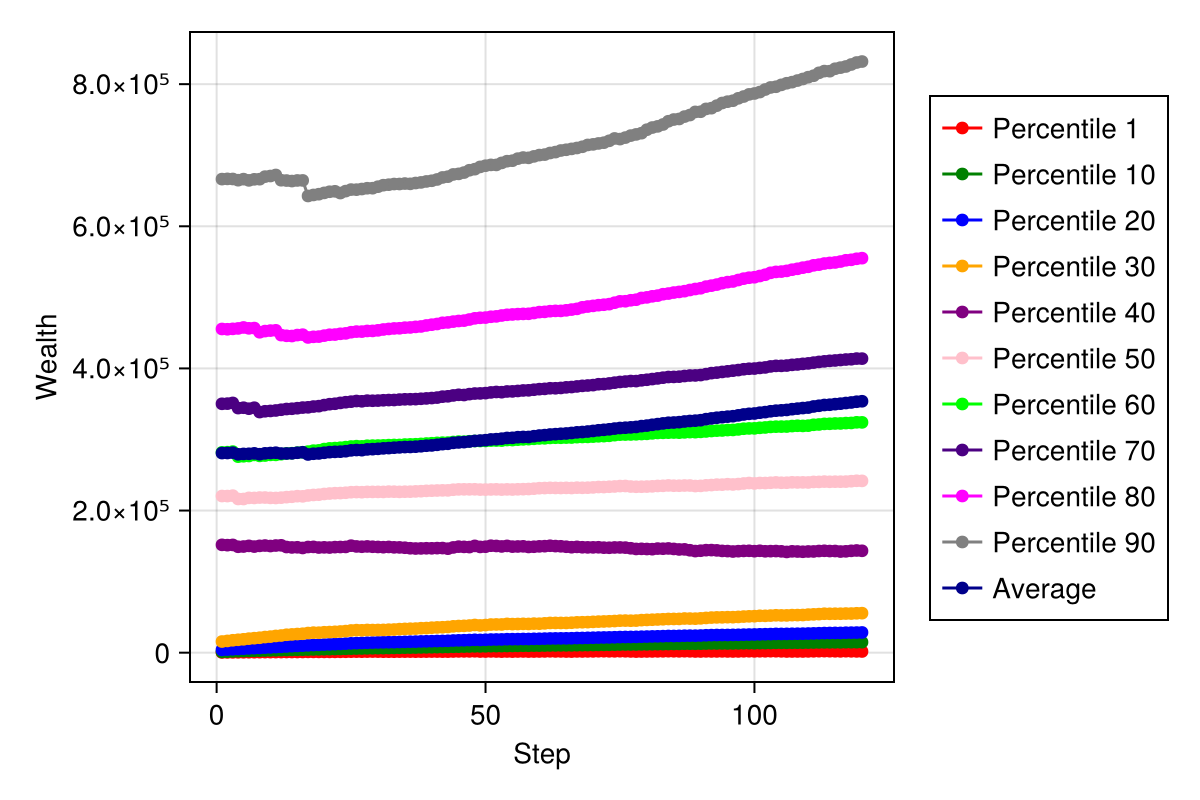 8.0×10⁵
6.0×10⁵
4.0×10⁵
2.0×10⁵
0
Wealth
0 50 100
Step
Percentile 1
Percentile 10
Percentile 20
Percentile 30
Percentile 40
Percentile 50
Percentile 60
Percentile 70
Percentile 80
Percentile 90
Average